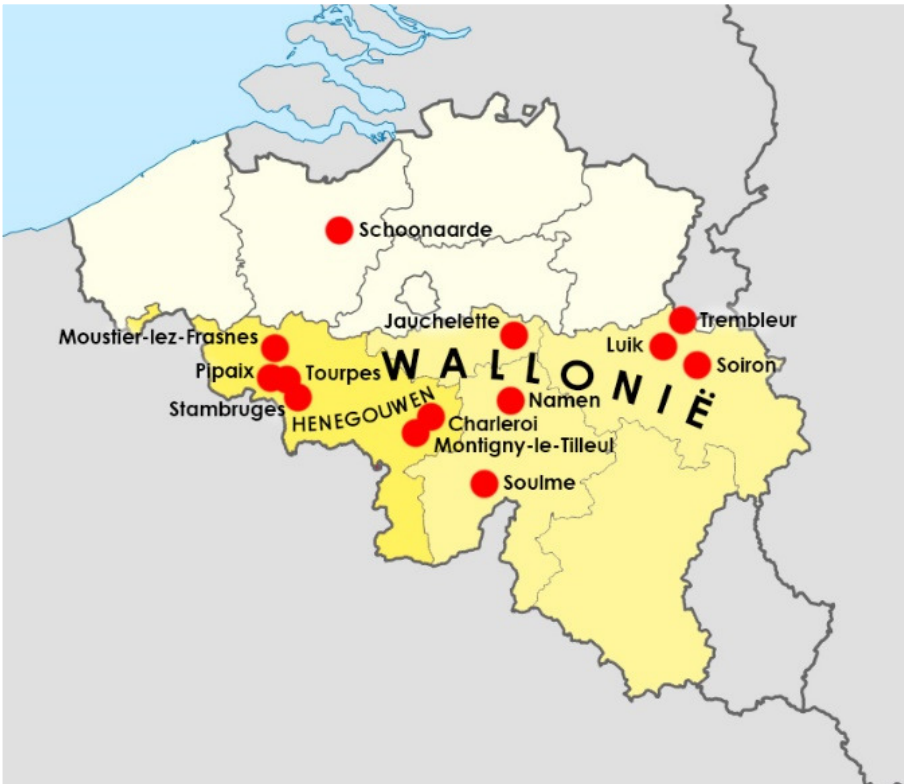 Schoonaarde
Jauchelette
Trembleur
Moustier-lez-Frasnes
Luik
WALLONIË
Soiron
Pipaix
Tourpes
Namen
Stambruges
HENEGOUWEN
Charleroi
Montigny-le-Tilleul
Soulme